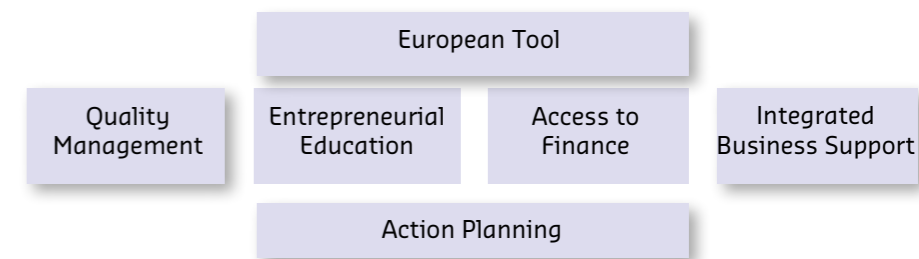 European Tool
Quality
Management
Entrepreneurial
Education
Access to
Finance
Integrated
Business Support
Action Planning